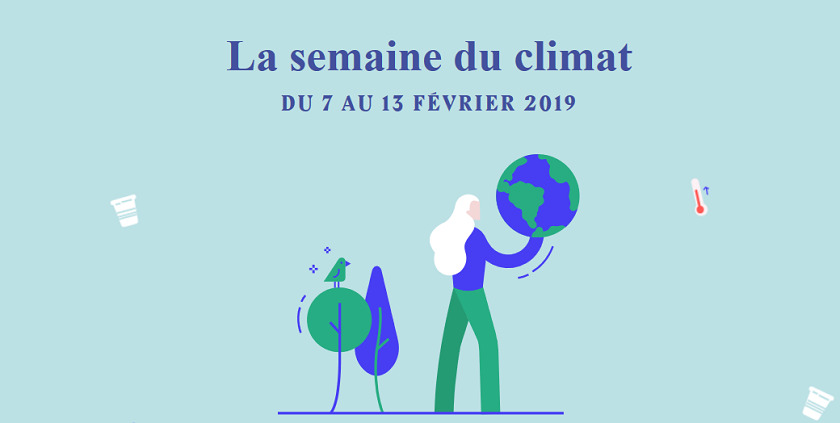 La semaine du climat
DU 7 AU 13 FÉVRIER 2019